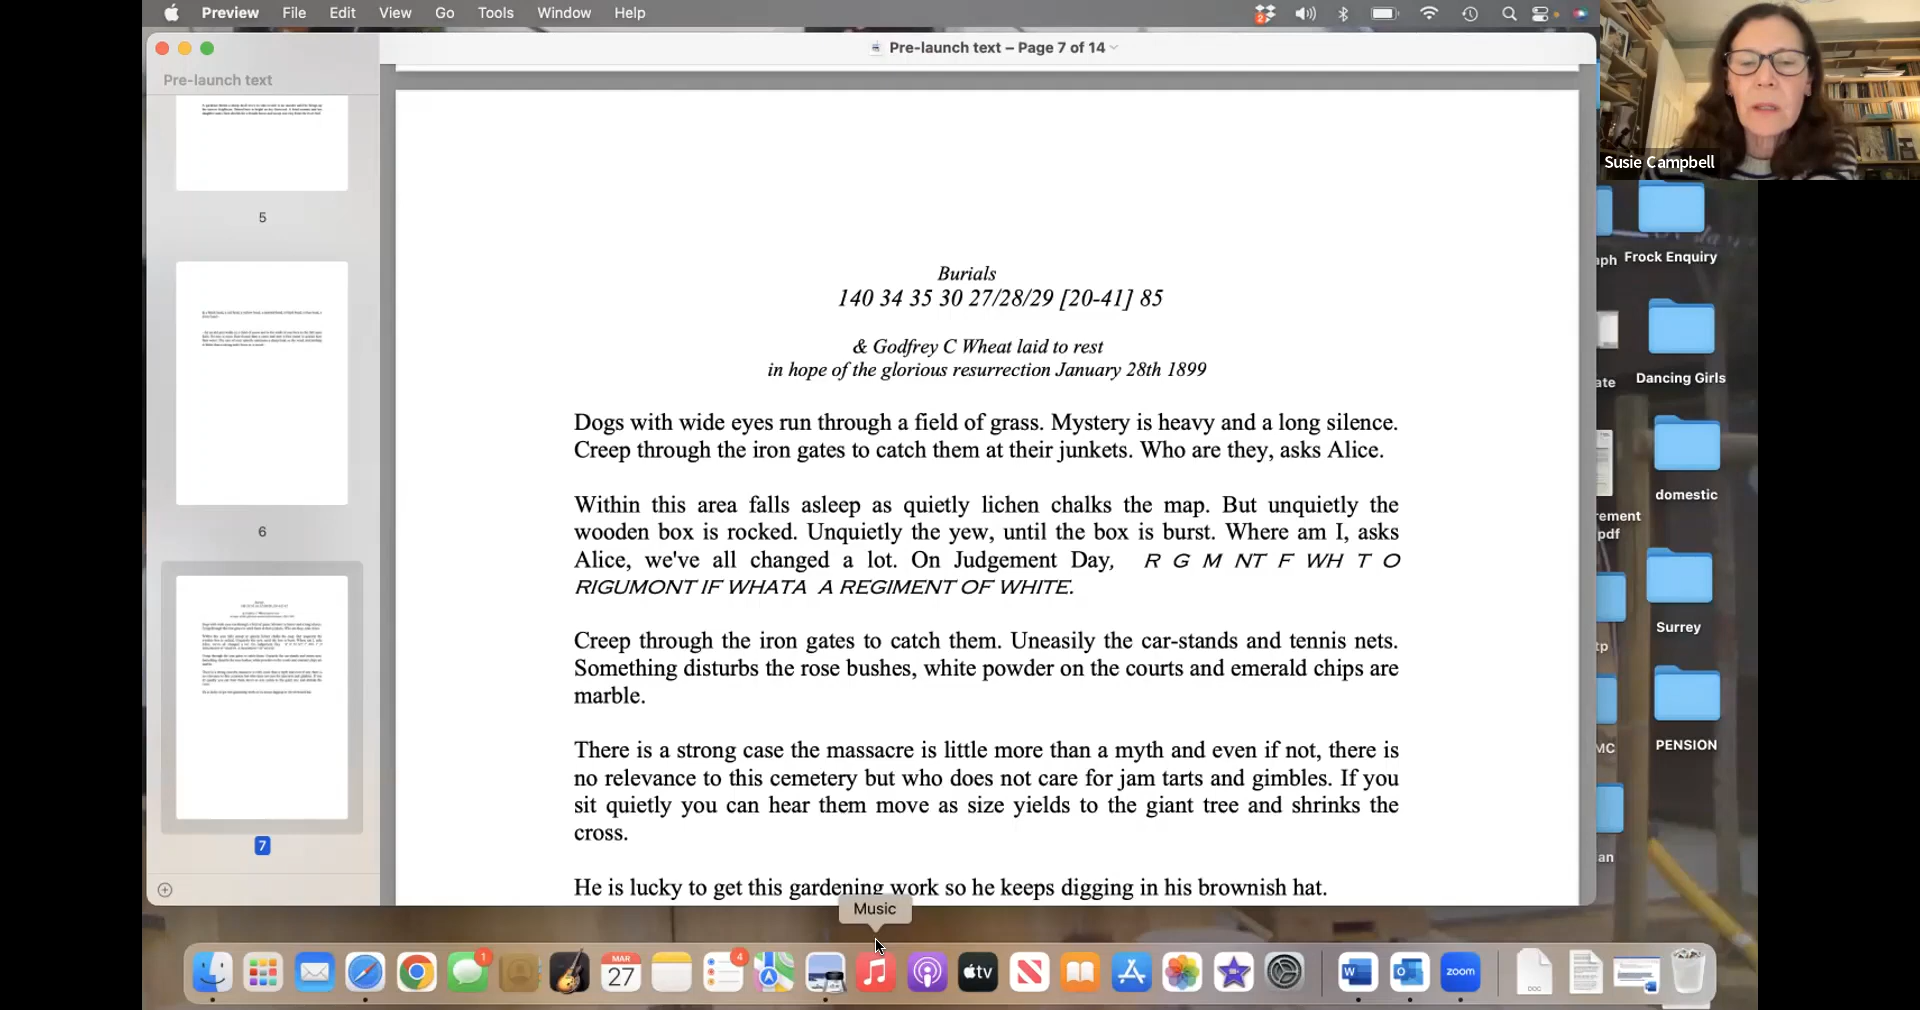 Preview File Edit View Go Tools Window Help
Pre-launch text – Page 7 of 14
Pre-launch text
5
6
7
Burials
140 34 35 30 27/28/29 [20-41] 85
& Godfrey C Wheat laid to rest
in hope of the glorious resurrection January 28th 1899
Dogs with wide eyes run through a field of grass. Mystery is heavy and a long silence.
Creep through the iron gates to catch them at their junkets. Who are they, asks Alice.
Within this area falls asleep as quietly lichen chalks the map. But unquietly the
wooden box is rocked. Unquietly the yew, until the box is burst. Where am I, asks
Alice, we've all changed a lot. On Judgement Day, R G M NT F WH T O
RIGUMONT IF WHATA A REGIMENT OF WHITE.
Creep through the iron gates to catch them. Uneasily the car-stands and tennis nets.
Something disturbs the rose bushes, white powder on the courts and emerald chips are
marble.
There is a strong case the massacre is little more than a myth and even if not, there is
no relevance to this cemetery but who does not care for jam tarts and gimbles. If you
sit quietly you can hear them move as size yields to the giant tree and shrinks the
cross.
He is lucky to get this gardening work so he keeps digging in his brownish hat.
Susie Campbell
aph Frock Enquiry
ate Dancing Girls
domestic
rement
pdf
Surrey
tp
MC PENSION
an
Music
2
1
MAR
27
4
tv
W
zoom
DOC